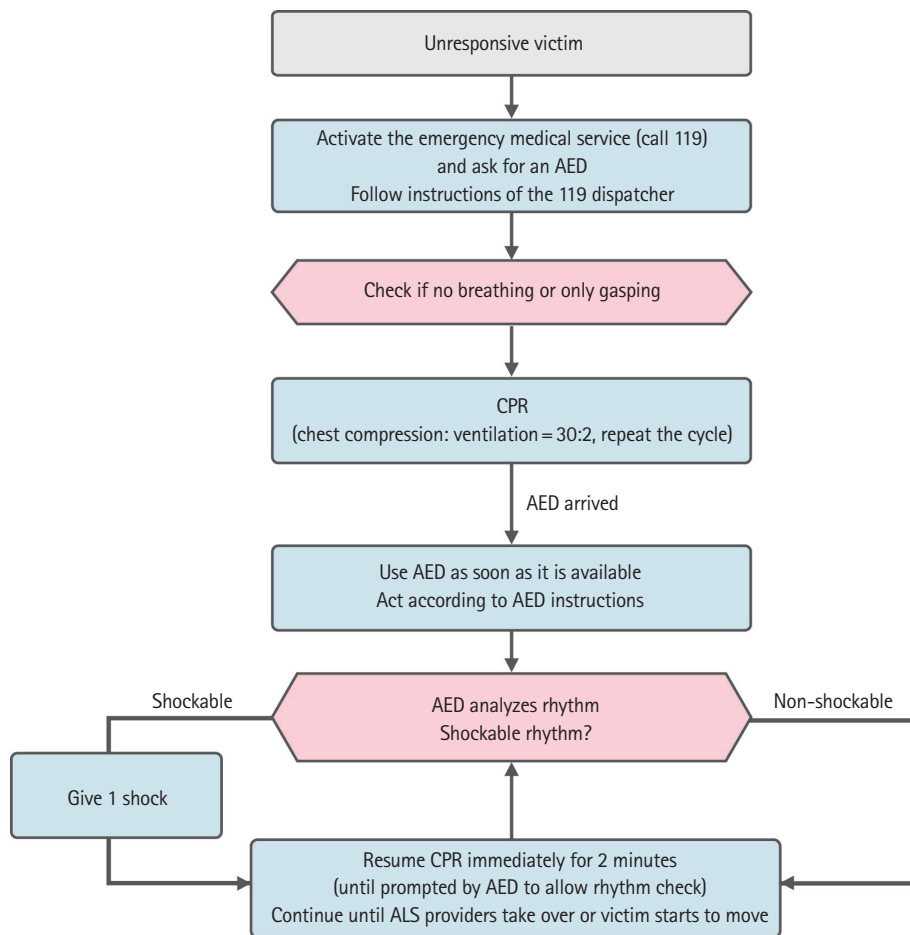 Unresponsive victim
Activate the emergency medical service (call 119)
and ask for an AED
Follow instructions of the 119 dispatcher
Check if no breathing or only gasping
CPR
(chest compression: ventilation = 30:2, repeat the cycle)
AED arrived
Use AED as soon as it is available
Act according to AED instructions
Shockable
AED analyzes rhythm
Shockable rhythm?
Non-shockable
Give 1 shock
Resume CPR immediately for 2 minutes
(until prompted by AED to allow rhythm check)
Continue until ALS providers take over or victim starts to move